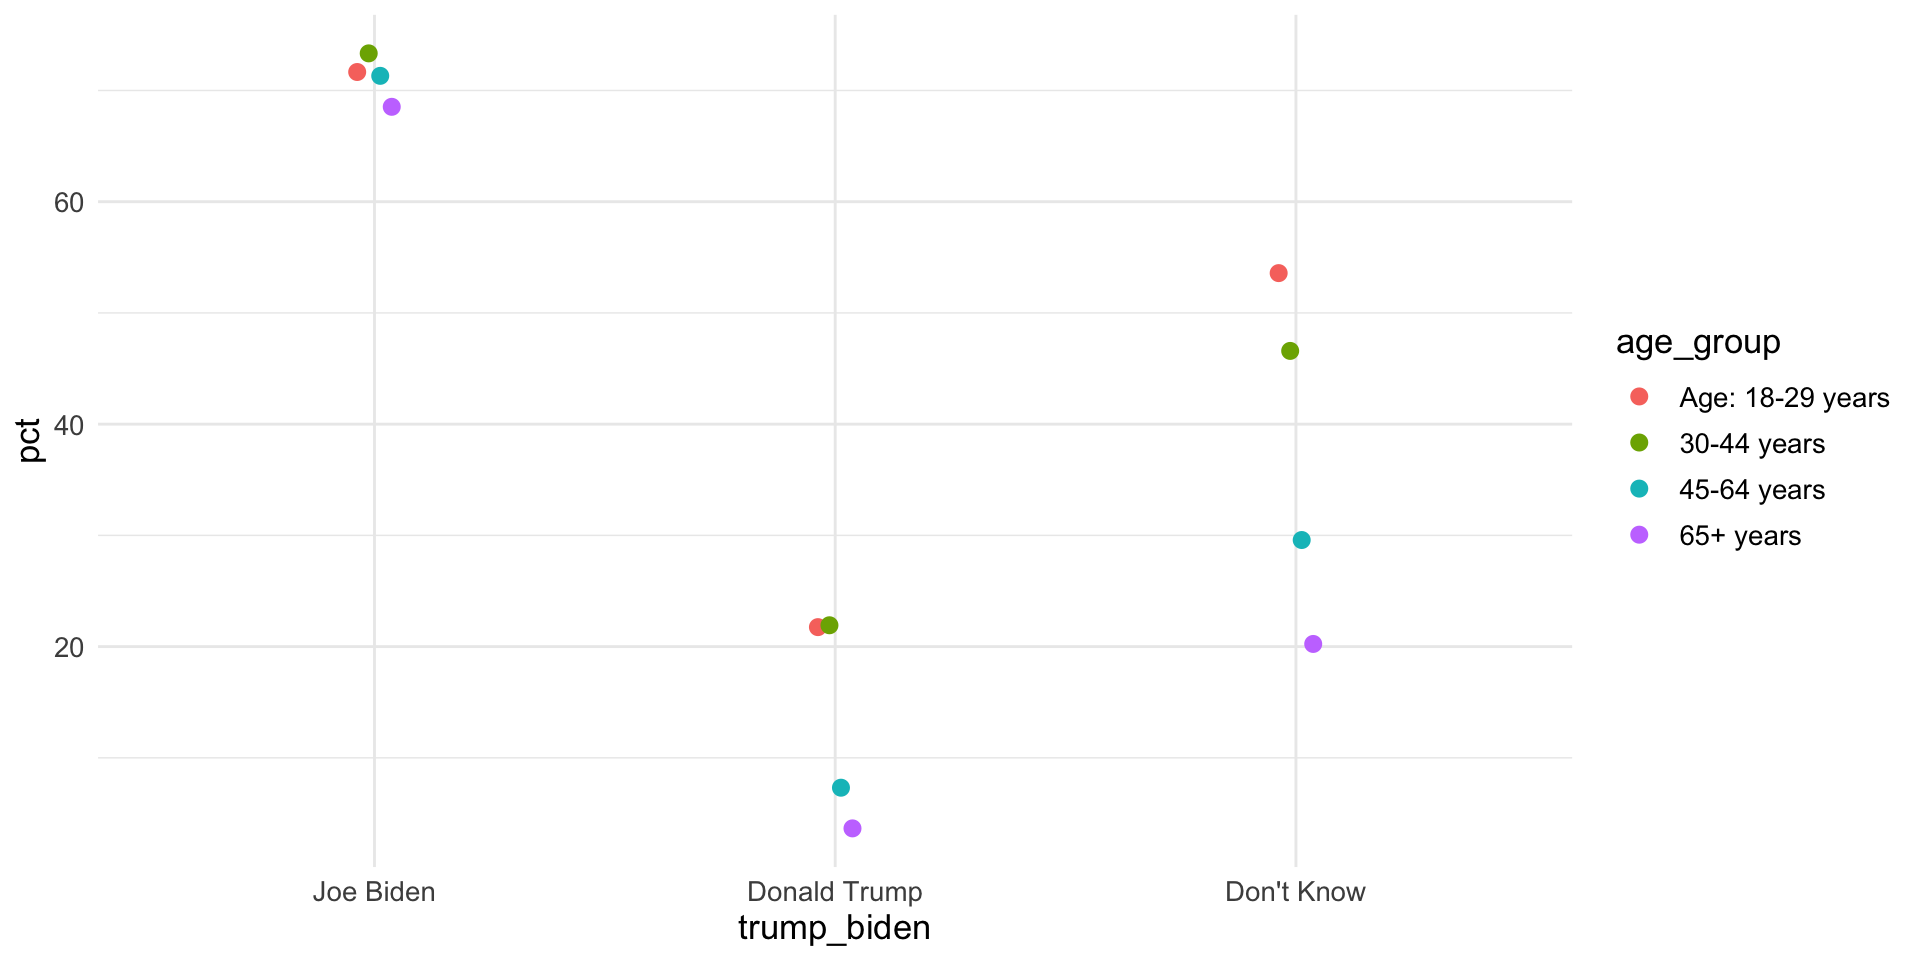 60
40
20
pct
Joe Biden
Donald Trump
Don't Know
trump_biden
age_group
Age: 18-29 years
30-44 years
45-64 years
65+ years